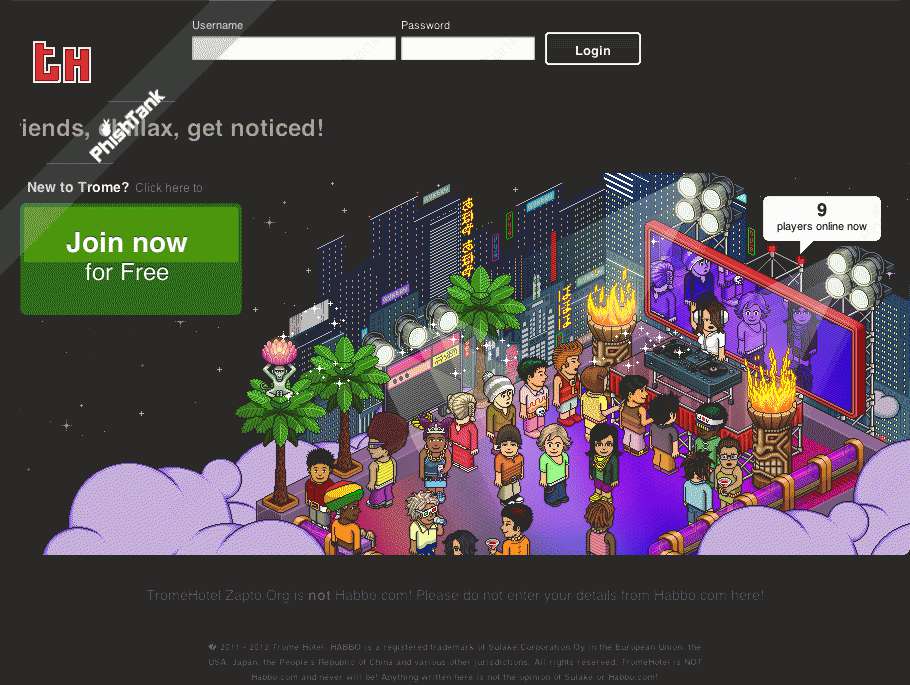 Username
Password
Login
tH
PhishTank
iends, chillax, get noticed!
New to Trome? Click here to
Join now
for Free
9
players online now
TromeHotel.Zapto.Org is not Habbo.com! Please do not enter your details from Habbo.com here!
� 2011 - 2012 Trome Hotel. HABBO is a registered trademark of Sulake Corporation Oy in the European Union, the
USA, Japan, the People's Republic of China and various other jurisdictions. All rights reserved. TromeHotel is NOT
Habbo.com and never will be! Anything written here is not the opinion of Sulake or Habbo.com!